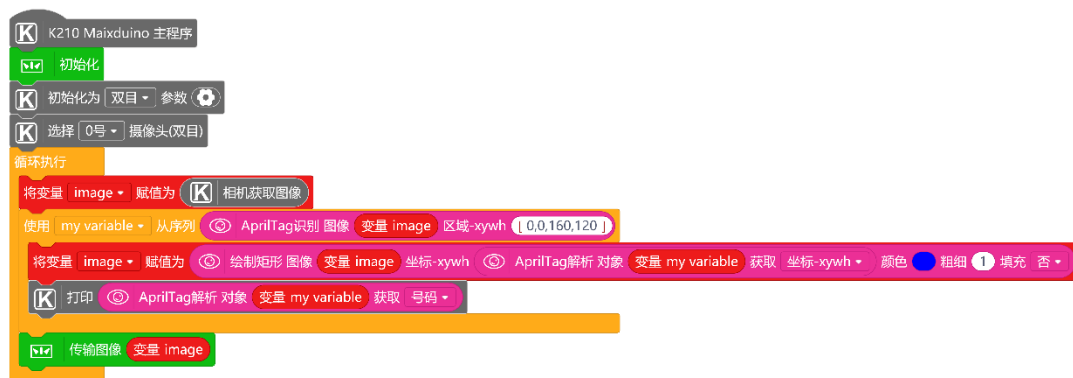 K K210 Maixduino 主程序
初始化
K 初始化为 双目 参数
K 选择 0号 摄像头(双目)
循环执行
将变量 image 赋值为 K 相机获取图像
使用 my variable 从序列 AprilTag识别 图像 变量 image 区域-xywh [ 0,0,160,120 ]
将变量 image 赋值为 绘制矩形 图像 变量 image 坐标-xywh AprilTag解析 对象 变量 my variable 获取 坐标-xywh 颜色 粗细 1 填充 否
K 打印 AprilTag解析 对象 变量 my variable 获取 号码
传输图像 变量 image